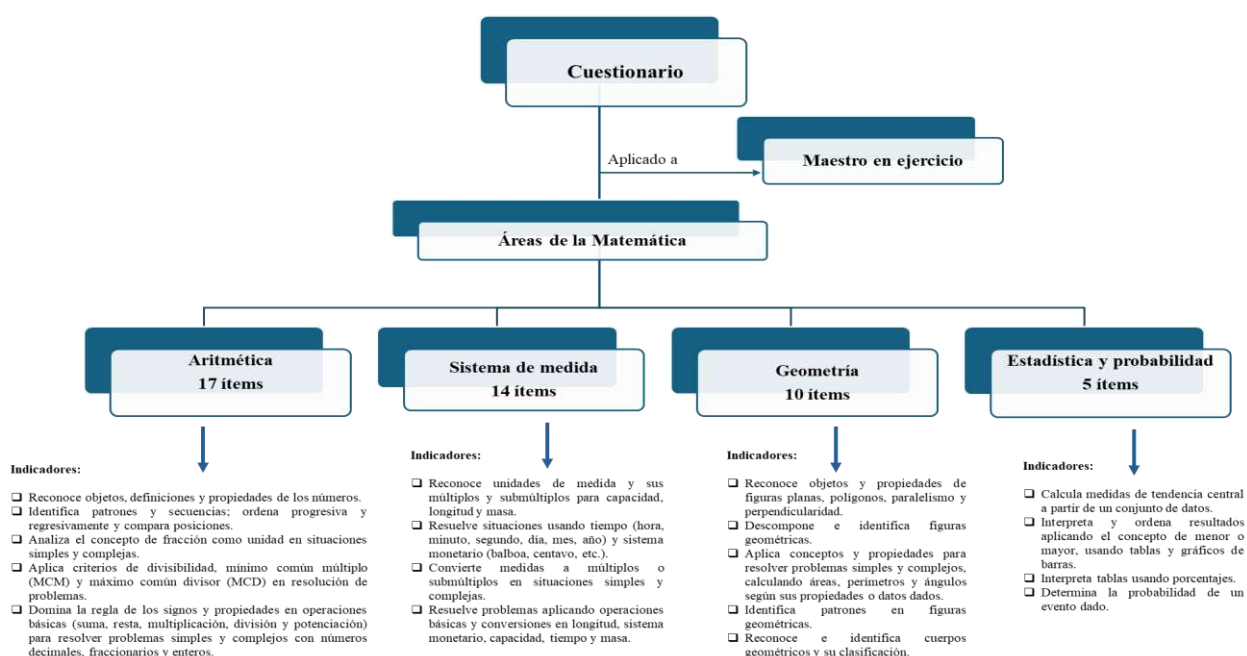 Cuestionario
Aplicado a
Maestro en ejercicio
Áreas de la Matemática
Aritmética
17 ítems
Indicadores:
❑ Reconoce objetos, definiciones y propiedades de los números.
❑ Identifica patrones y secuencias; ordena progresiva y
regresivamente y compara posiciones.
❑ Analiza el concepto de fracción como unidad en situaciones
simples y complejas.
❑ Aplica criterios de divisibilidad, mínimo común múltiplo
(MCM) y máximo común divisor (MCD) en resolución de
problemas.
❑ Domina la regla de los signos y propiedades en operaciones
básicas (suma, resta, multiplicación, división y potenciación)
para resolver problemas simples y complejos con números
decimales, fraccionarios y enteros.
Sistema de medida
14 ítems
Indicadores:
❑ Reconoce unidades de medida y sus
múltiplos y submúltiplos para capacidad,
longitud y masa.
❑ Resuelve situaciones usando tiempo (hora,
minuto, segundo, día, mes, año) y sistema
monetario (balboa, centavo, etc.).
❑ Convierte medidas a múltiplos o
submúltiplos en situaciones simples y
complejas.
❑ Resuelve problemas aplicando operaciones
básicas y conversiones en longitud, sistema
monetario, capacidad, tiempo y masa.
Geometría
10 ítems
Indicadores:
❑ Reconoce objetos y propiedades de
figuras planas, polígonos, paralelismo y
perpendicularidad.
❑ Descompone e identifica figuras
geométricas.
❑ Aplica conceptos y propiedades para
resolver problemas simples y complejos,
calculando áreas, perímetros y ángulos
según sus propiedades o datos dados.
❑ Identifica patrones en figuras
geométricas.
❑ Reconoce e identifica cuerpos
geométricos y su clasificación.
Estadística y probabilidad
5 ítems
Indicadores:
❑ Calcula medidas de tendencia central
a partir de un conjunto de datos.
❑ Interpreta y ordena resultados
aplicando el concepto de menor o
mayor, usando tablas y gráficos de
barras.
❑ Interpreta tablas usando porcentajes.
❑ Determina la probabilidad de un
evento dado.